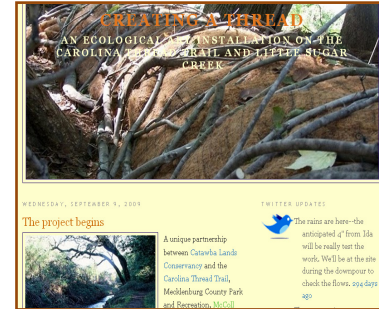 CREATING A THREAD
AN ECOLOGICAL ART INSTALLATION ON THE
CAROLINA THREAD TRAIL AND LITTLE SUGAR
CREEK
WEDNESDAY, SEPTEMBER 9, 2009
The project begins
A unique partnership
between Catawba Lands
Conservancy and the
Carolina Thread Trail,
Mecklenburg County Park
and Recreation, McColl
TWITTER UPDATES
The rains are here--the
anticipated 4" from Ida
will be really test the
work. We'll be at the site
during the downpour to
check the flows. 294 days
ago